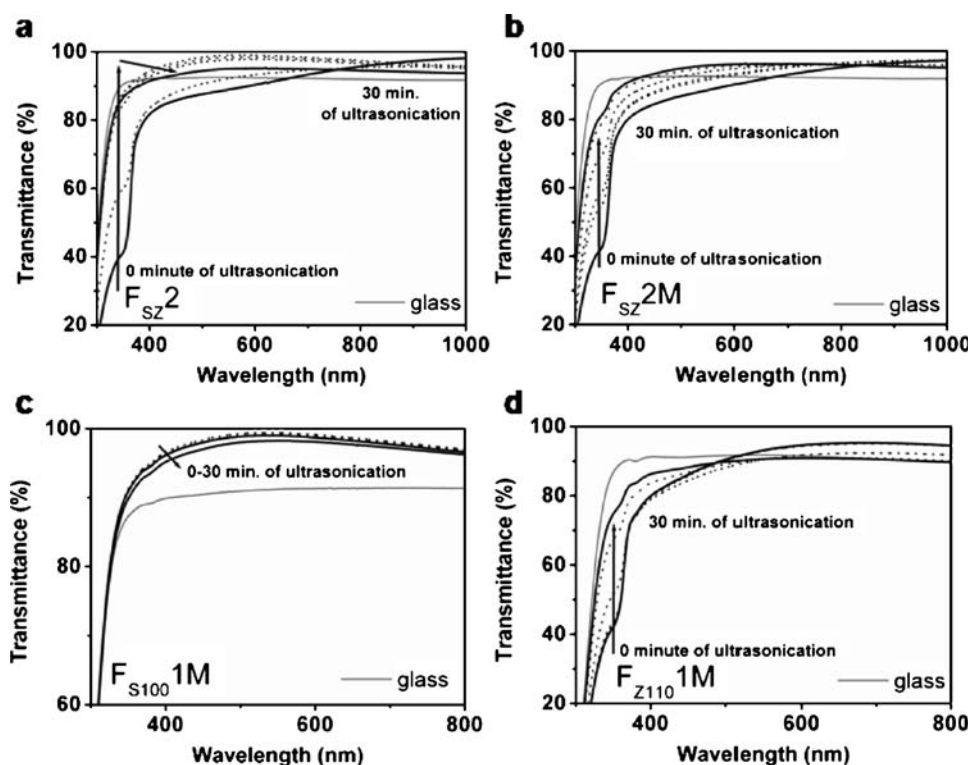 a
100
80
60
40
20
400
600
800
1000
Transmittance (%)
Wavelength (nm)
30 min.
of ultrasonication
0 minute of ultrasonication
F_SZ2
glass
b
100
80
60
40
20
400
600
800
1000
Transmittance (%)
Wavelength (nm)
30 min. of ultrasonication
0 minute of ultrasonication
F_SZ2M
glass
c
100
80
60
400
600
800
Transmittance (%)
Wavelength (nm)
0-30 min. of ultrasonication
F_S1001M
glass
d
100
80
60
40
20
400
600
800
Transmittance (%)
Wavelength (nm)
30 min. of ultrasonication
0 minute of ultrasonication
F_Z1101M
glass